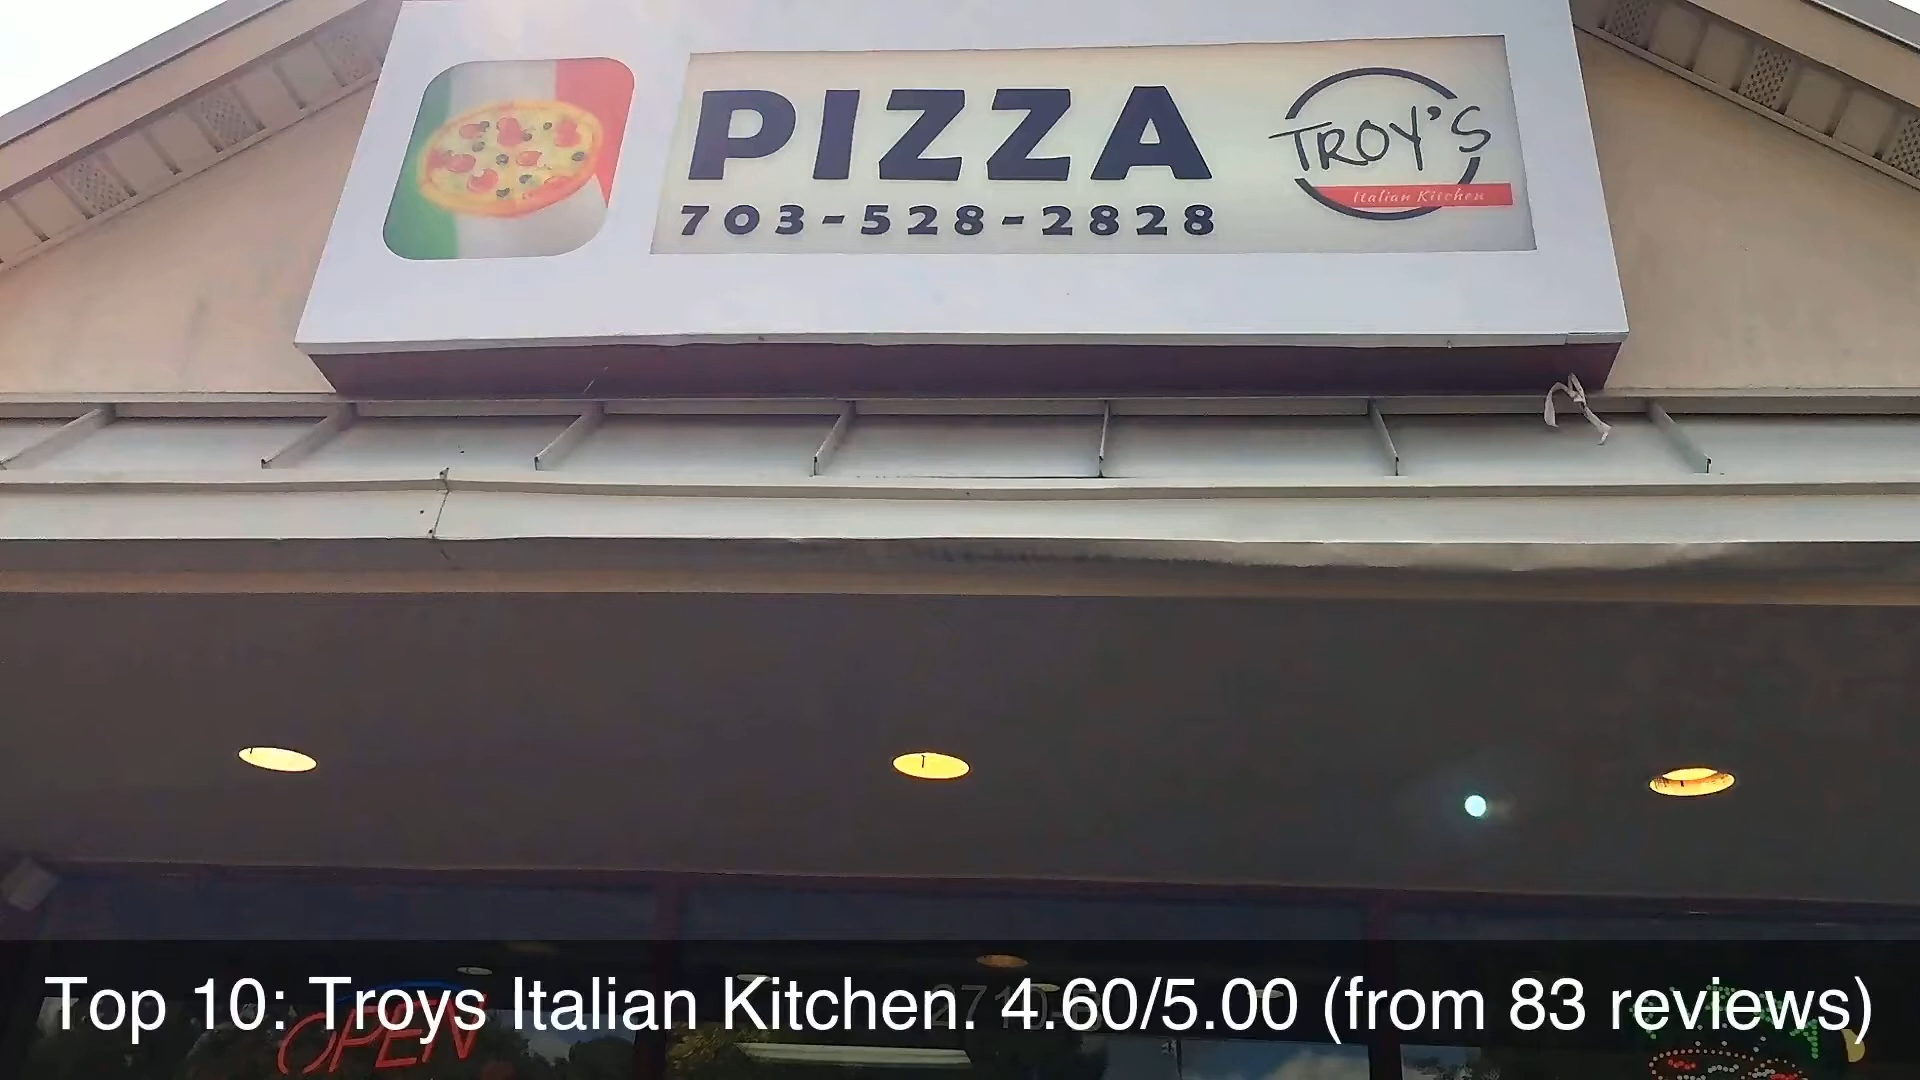 PIZZA
703-528-2828
TROY'S
Italian Kitchen
Top 10: Troys Italian Kitchen. 4.60/5.00 (from 83 reviews)
OPEN